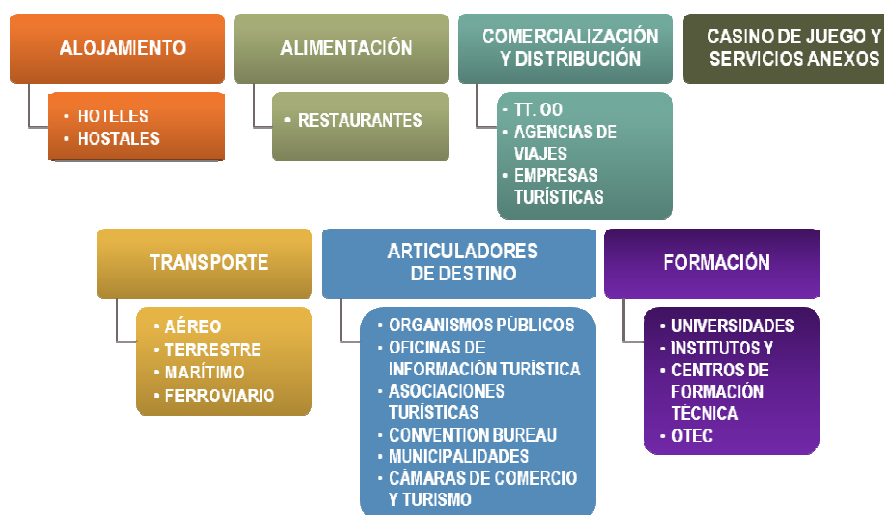 ALOJAMIENTO
• HOTELES
• HOSTALES
ALIMENTACIÓN
• RESTAURANTES
COMERCIALIZACIÓN
Y DISTRIBUCIÓN
• TT. OO
• AGENCIAS DE
VIAJES
• EMPRESAS
TURÍSTICAS
CASINO DE JUEGO Y
SERVICIOS ANEXOS
TRANSPORTE
• AÉREO
• TERRESTRE
• MARÍTIMO
• FERROVIARIO
ARTICULADORES
DE DESTINO
• ORGANISMOS PÚBLICOS
• OFICINAS DE
INFORMACIÓN TURÍSTICA
• ASOCIACIONES
TURÍSTICAS
• CONVENTION BUREAU
• MUNICIPALIDADES
• CÁMARAS DE COMERCIO
Y TURISMO
FORMACIÓN
• UNIVERSIDADES
• INSTITUTOS Y
• CENTROS DE
FORMACIÓN
TÉCNICA
• OTEC